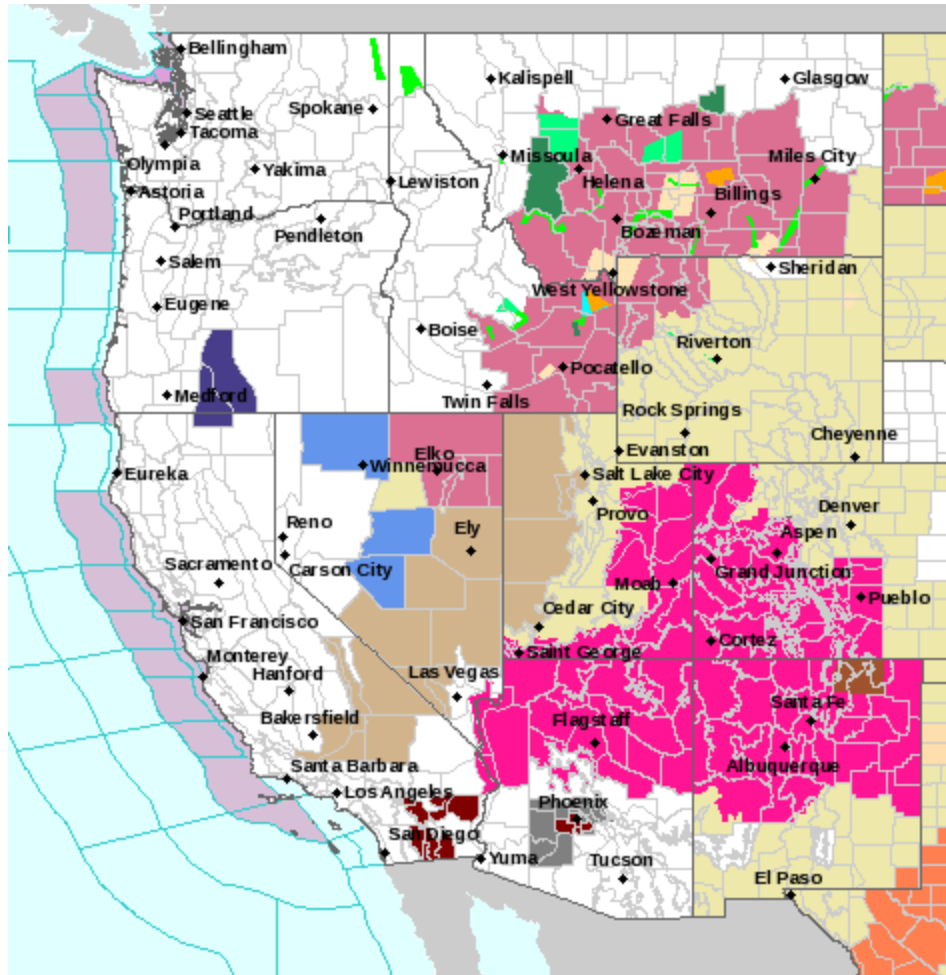 Bellingham
Kalispell
Glasgow
Spokane
Seattle
Great Falls
Tacoma
Olympia
Missoula
Miles City
Yakima
Helena
Lewiston
Astoria
Billings
Portland
Pendleton
Bozeman
Salem
Sheridan
West Yellowstone
Eugene
Boise
Riverton
Pocatello
Medford
Twin Falls
Rock Springs
Cheyenne
Elko
Evanston
Winnemucca
Eureka
Salt Lake City
Provo
Denver
Reno
Ely
Aspen
Sacramento
Carson City
Grand Junction
Moab
Pueblo
Cedar City
San Francisco
Cortez
Saint George
Monterey
Hanford
Las Vegas
Santa Fe
Bakersfield
Flagstaff
Albuquerque
Santa Barbara
Los Angeles
Phoenix
San Diego
Yuma
Tucson
El Paso